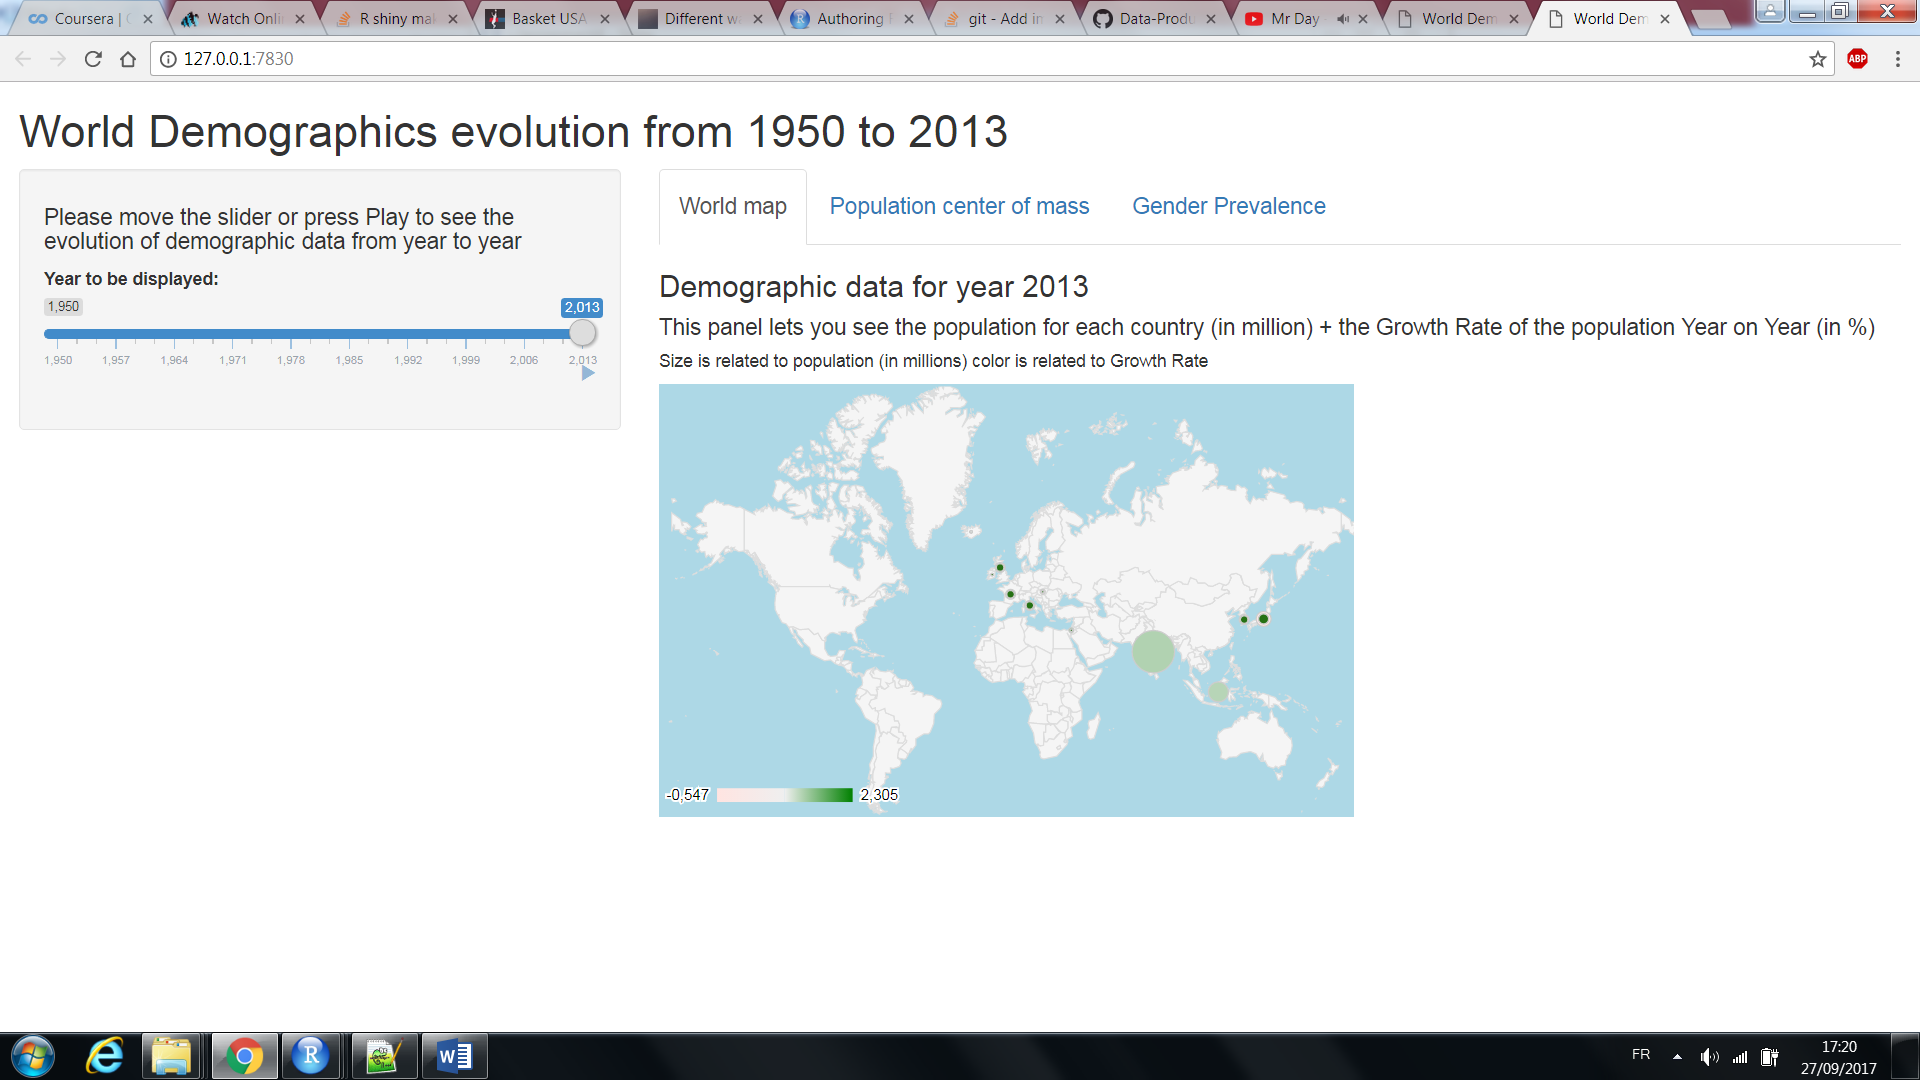 Coursera |
Watch Onli
R shiny mal
Basket USA
Different w
Authoring
git - Add in
Data-Produ
Mr Day
World Dem
World Dem
127.0.0.1:7830
ABP
World Demographics evolution from 1950 to 2013
Please move the slider or press Play to see the
evolution of demographic data from year to year
Year to be displayed:
1,950
2,013
1,950 1,957 1,964 1,971 1,978 1,985 1,992 1,999 2,006 2,013
World map
Population center of mass
Gender Prevalence
Demographic data for year 2013
This panel lets you see the population for each country (in million) + the Growth Rate of the population Year on Year (in %)
Size is related to population (in millions) color is related to Growth Rate
-0,547
2,305
FR
17:20
27/09/2017